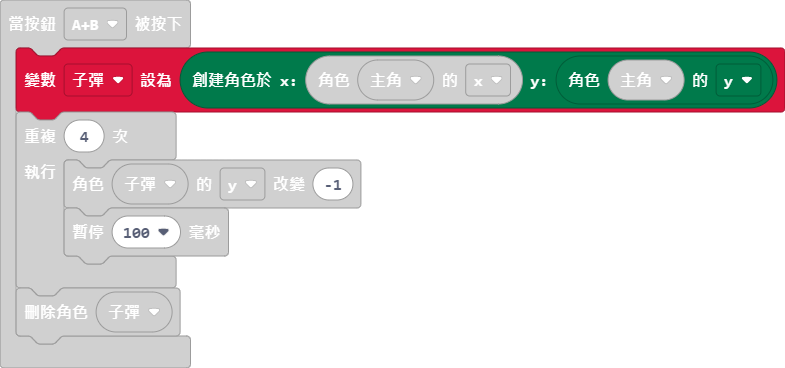 當按鈕 A+B 被按下
變數 子彈 設為 創建角色於 x: 角色 主角 的 x y: 角色 主角 的 y
重複 4 次
執行
角色 子彈 的 y 改變 -1
暫停 100 毫秒
刪除角色 子彈